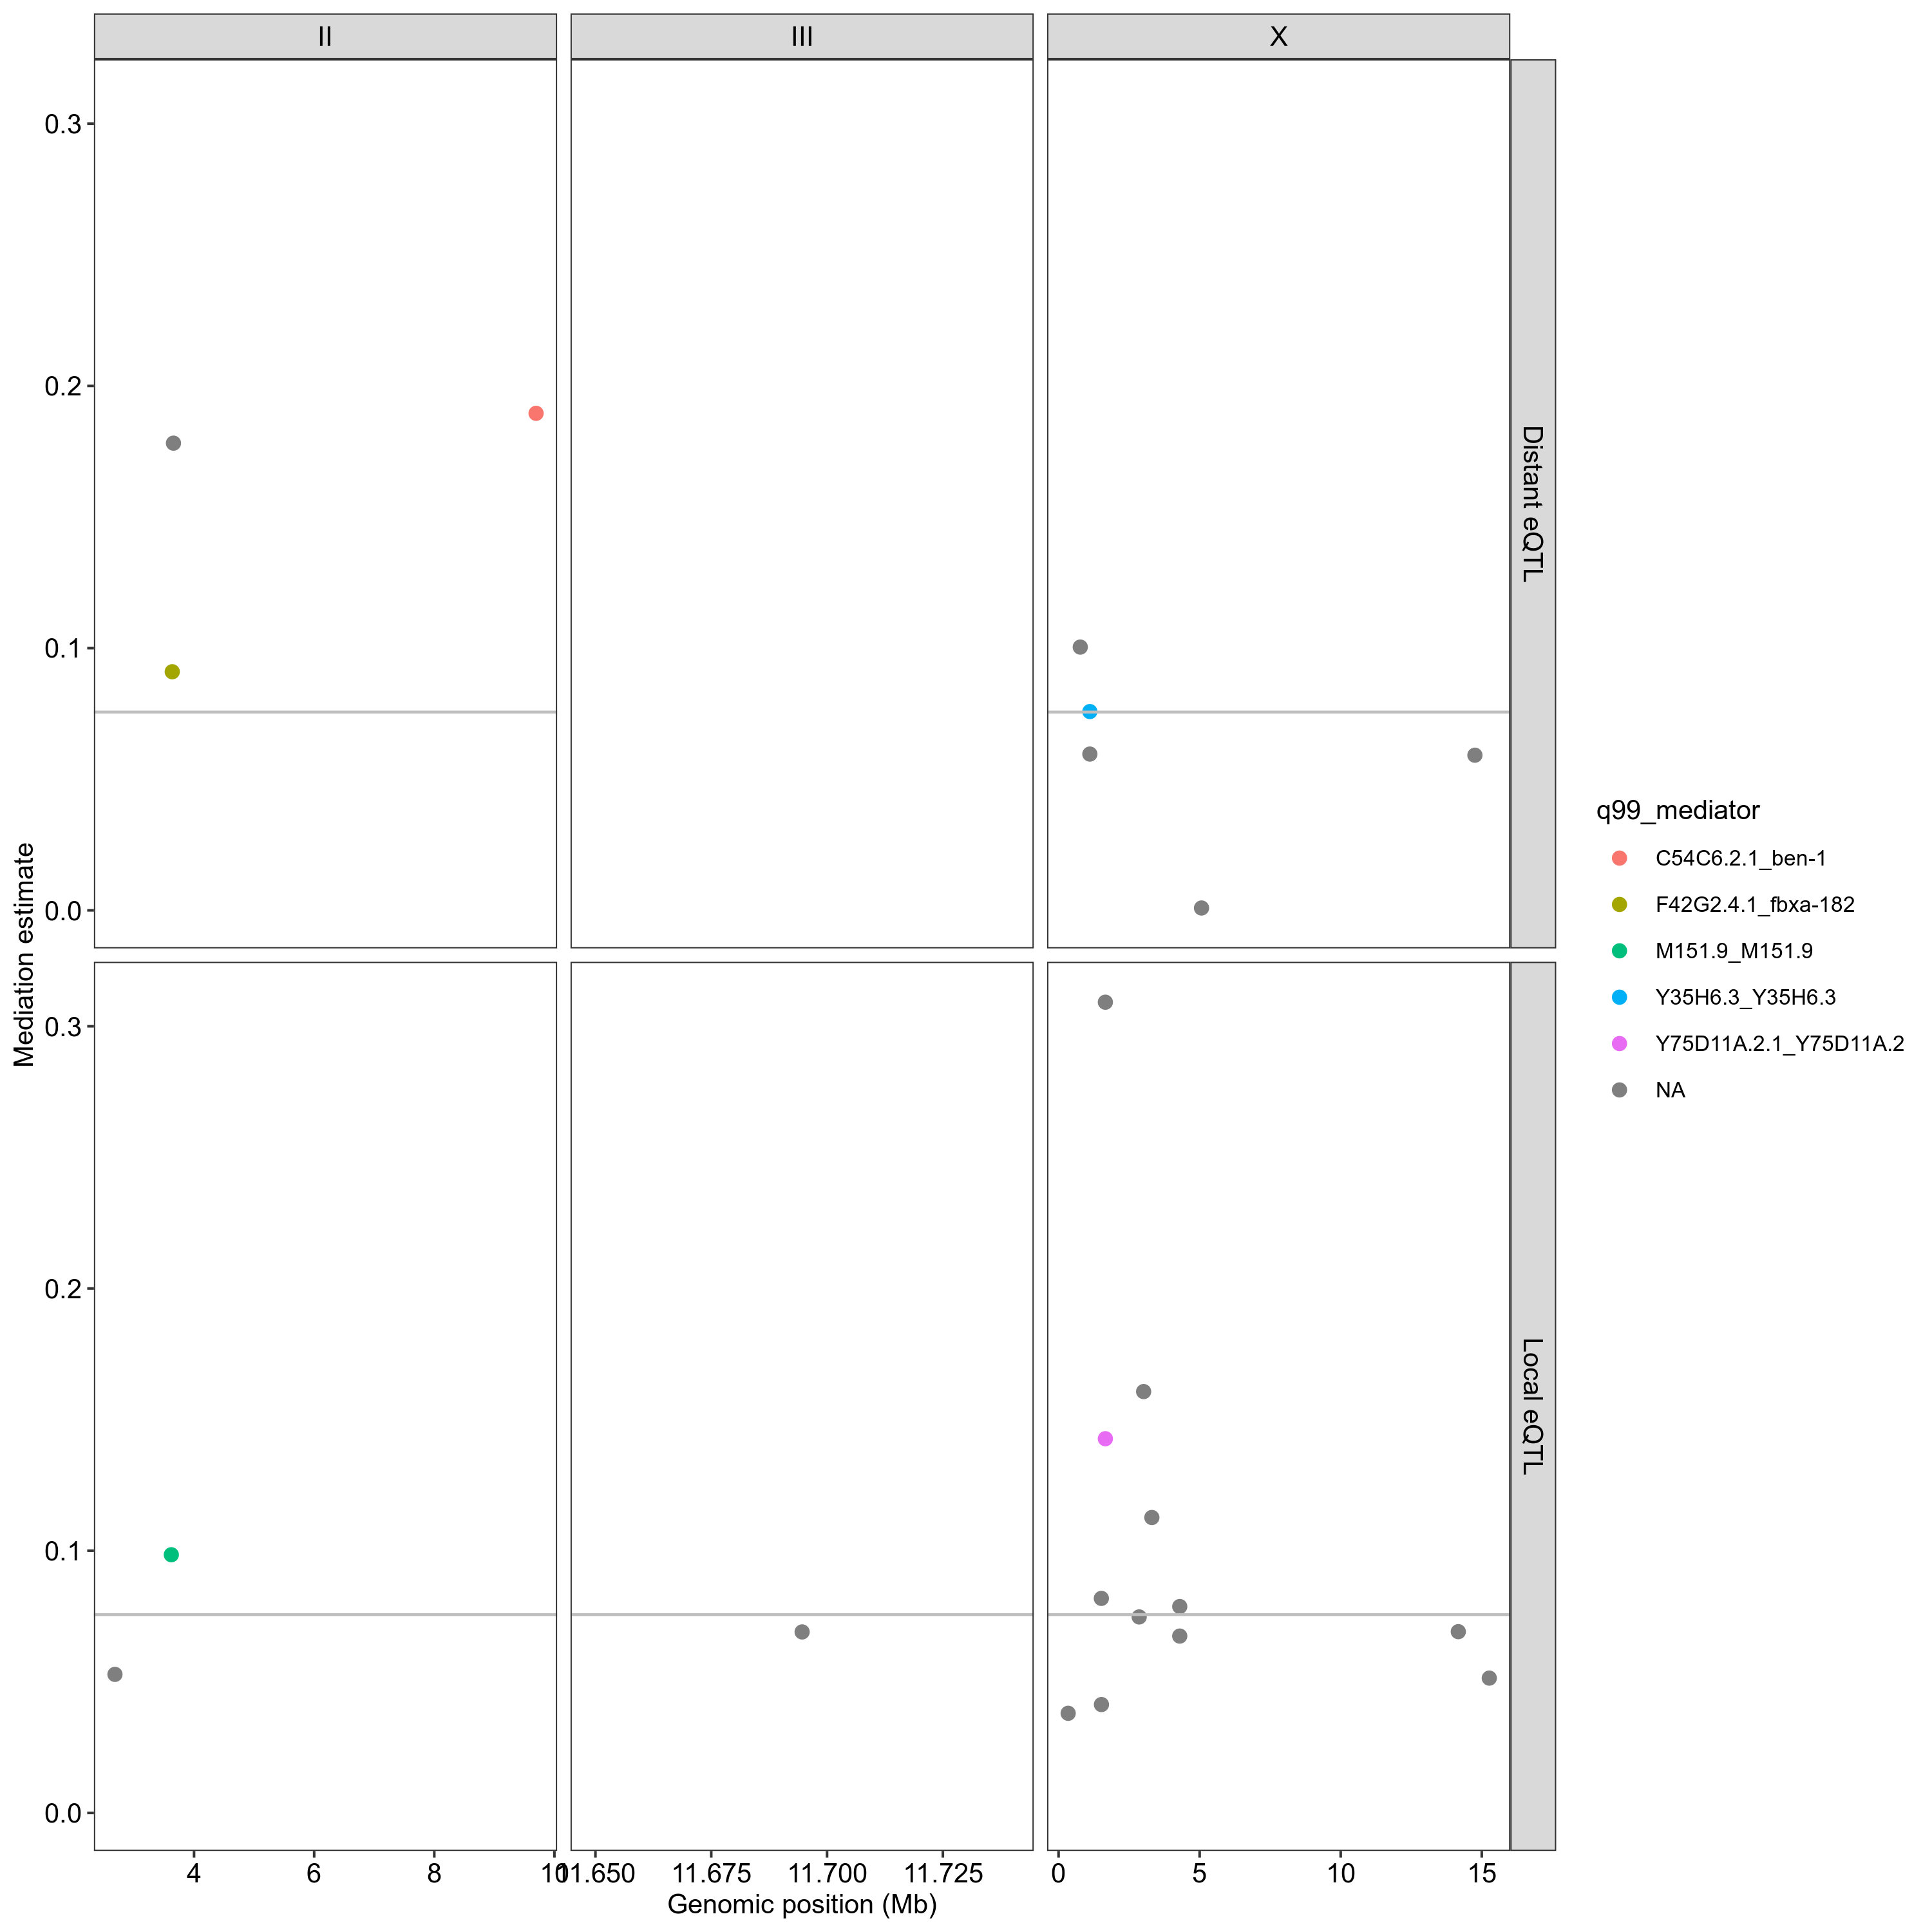 II
III
X
0.3
0.2
0.1
0.0
Distant eQTL
Mediation estimate
0.3
0.2
0.1
0.0
Local eQTL
4
6
8
10
11.650
11.675
11.700
11.725
0
5
10
15
Genomic position (Mb)
q99_mediator
C54C6.2.1_ben-1
F42G2.4.1_fbxa-182
M151.9_M151.9
Y35H6.3_Y35H6.3
Y75D11A.2.1_Y75D11A.2
NA